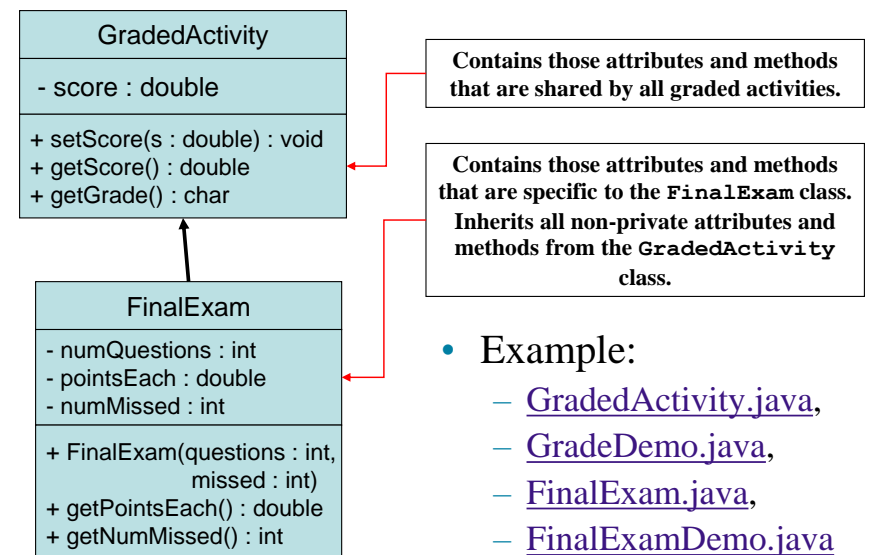 GradedActivity
- score : double
+ setScore(s : double) : void
+ getScore() : double
+ getGrade() : char
Contains those attributes and methods
that are shared by all graded activities.
Contains those attributes and methods
that are specific to the FinalExam class.
Inherits all non-private attributes and
methods from the GradedActivity
class.
FinalExam
- numQuestions : int
- pointsEach : double
- numMissed : int
+ FinalExam(questions : int,
missed : int)
+ getPointsEach() : double
+ getNumMissed() : int
• Example:
– GradedActivity.java,
– GradeDemo.java,
– FinalExam.java,
– FinalExamDemo.java